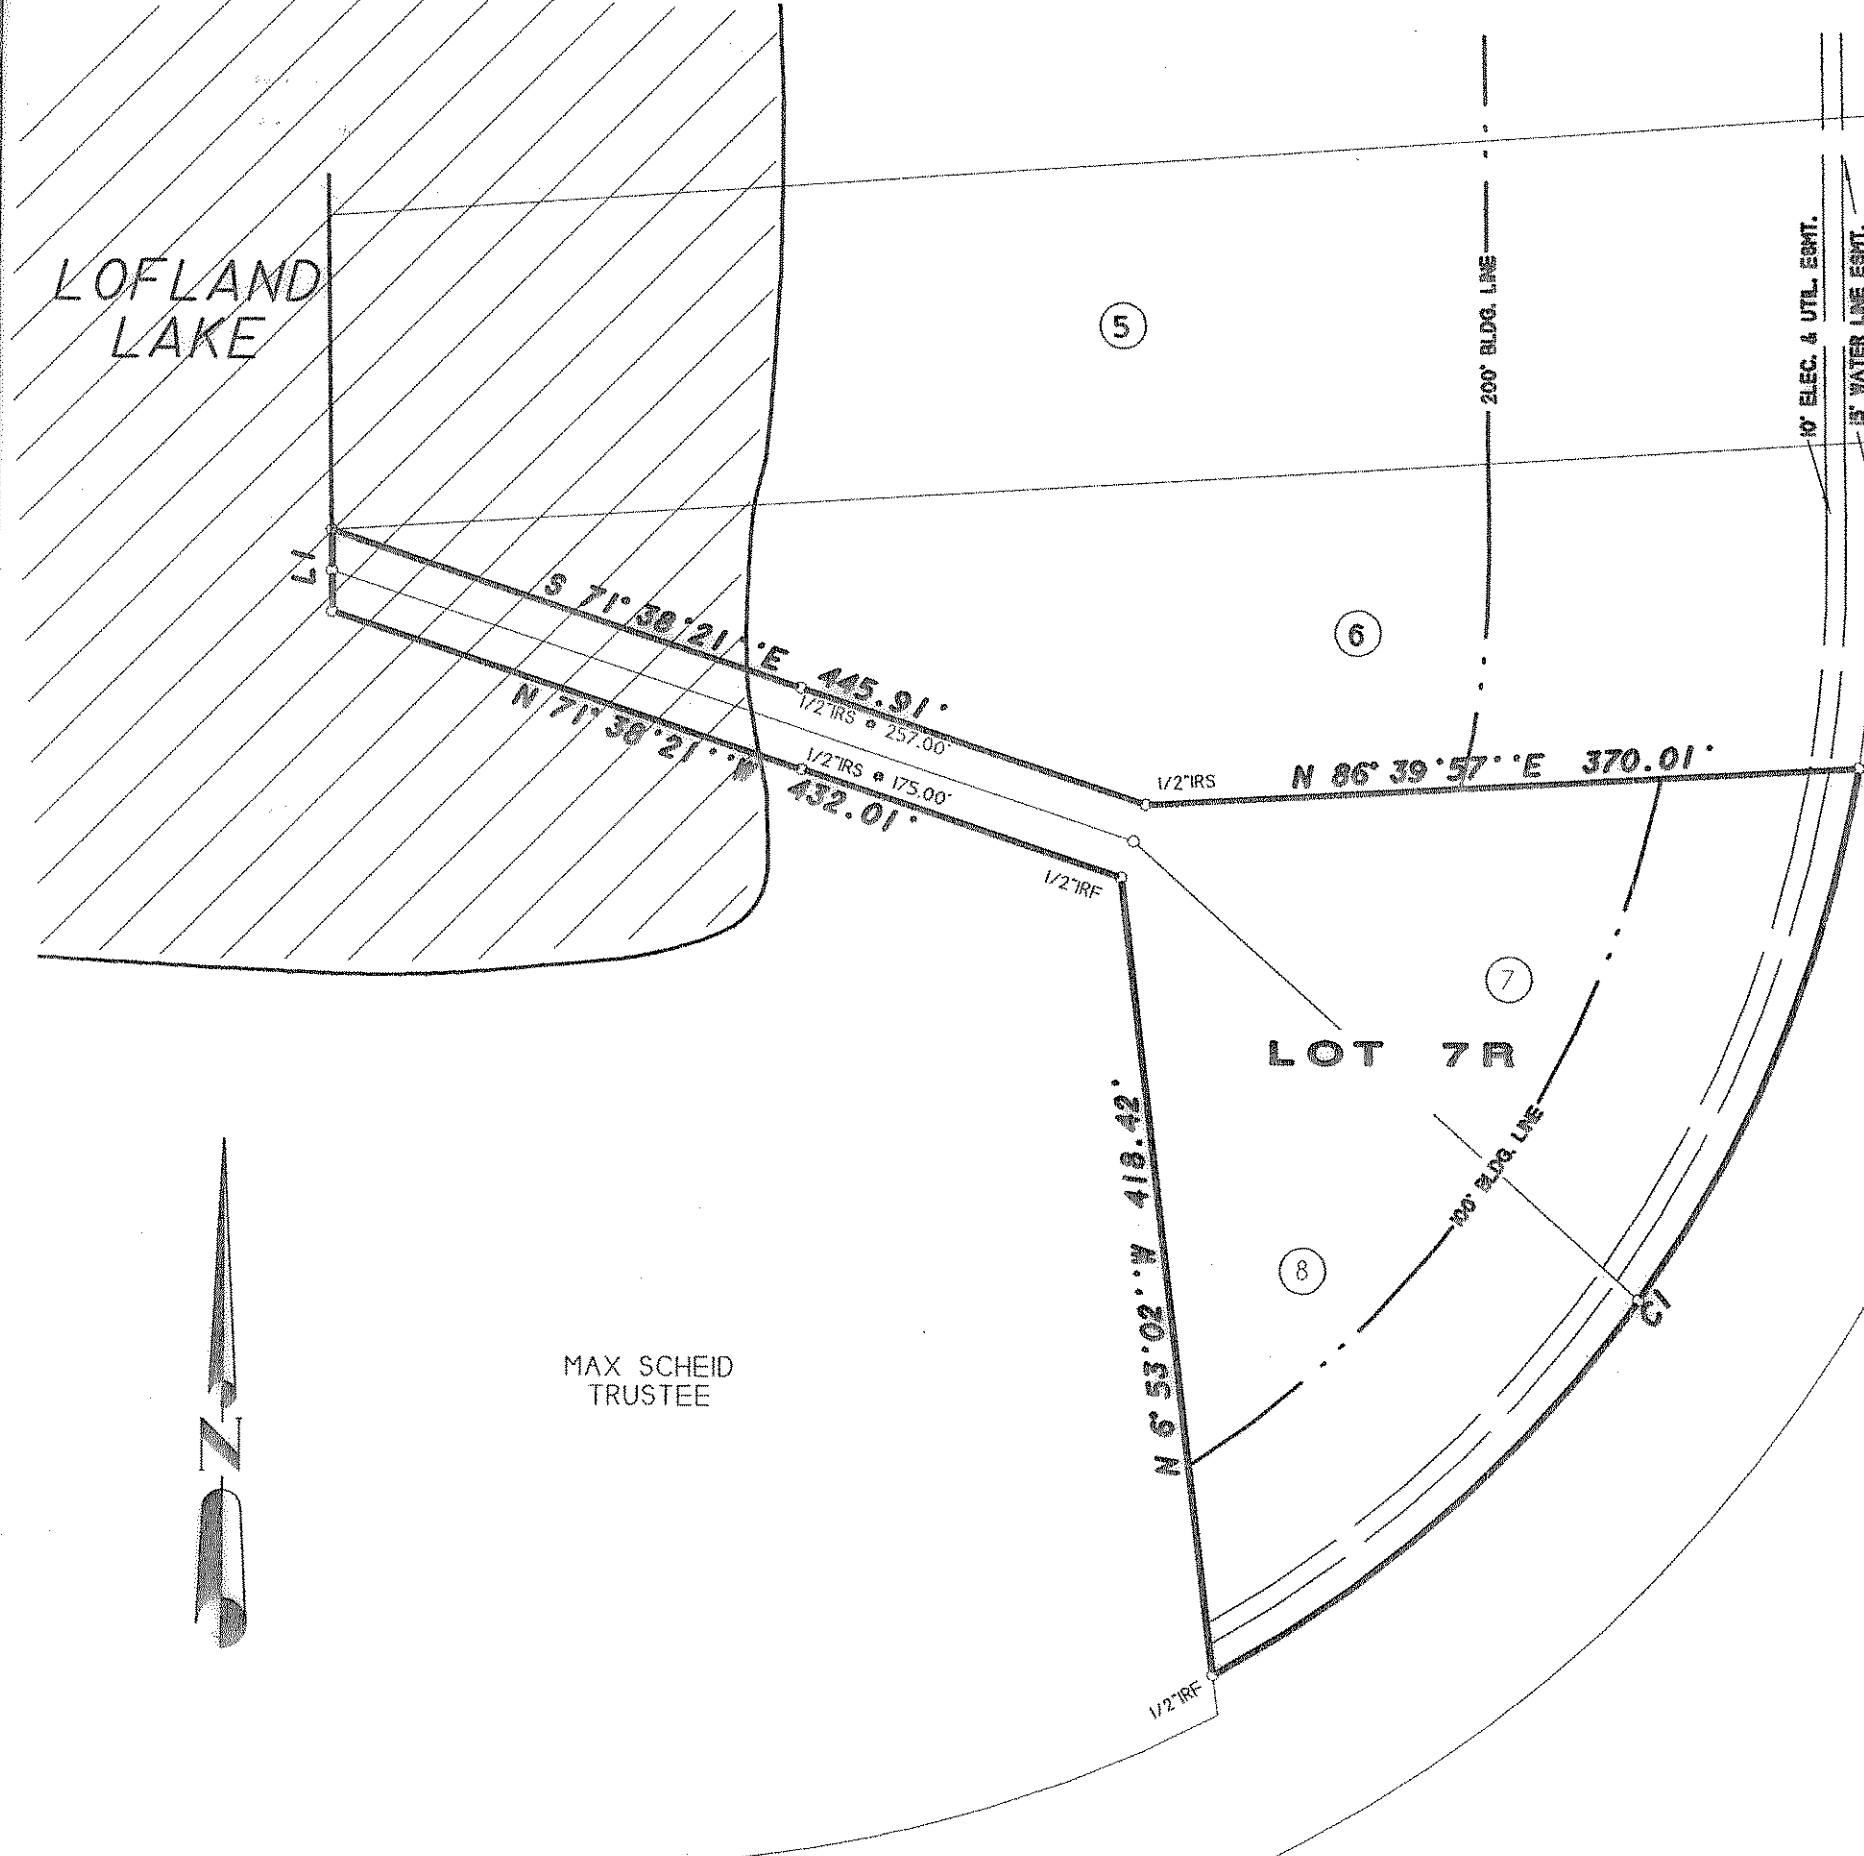 LOFLAND
LAKE
5
200' BLDG. LINE
10' ELEC. & UTIL. ESMT.
15' WATER LINE ESMT.
L1
S 71°38'21''E 445.91'
1/2"IRS @ 257.00'
6
N 71°38'21''W 432.01'
1/2"IRS @ 175.00'
1/2"IRS
N 86°39'57''E 370.01'
1/2"IRF
7
LOT 7R
N 6°53'02''W 418.42'
100' BLDG. LINE
8
C1
MAX SCHEID
TRUSTEE
N
1/2"IRF